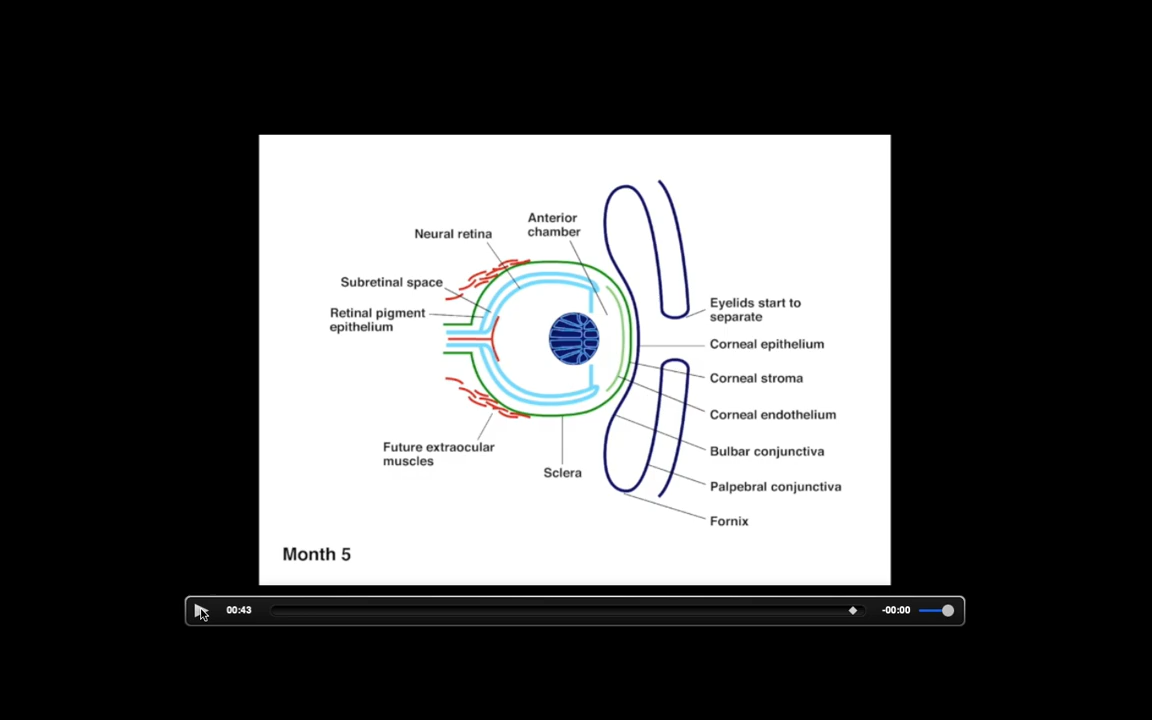 Anterior
chamber
Neural retina
Subretinal space
Retinal pigment
epithelium
Eyelids start to
separate
Corneal epithelium
Corneal stroma
Corneal endothelium
Bulbar conjunctiva
Palpebral conjunctiva
Fornix
Future extraocular
muscles
Sclera
Month 5
00:43
-00:00